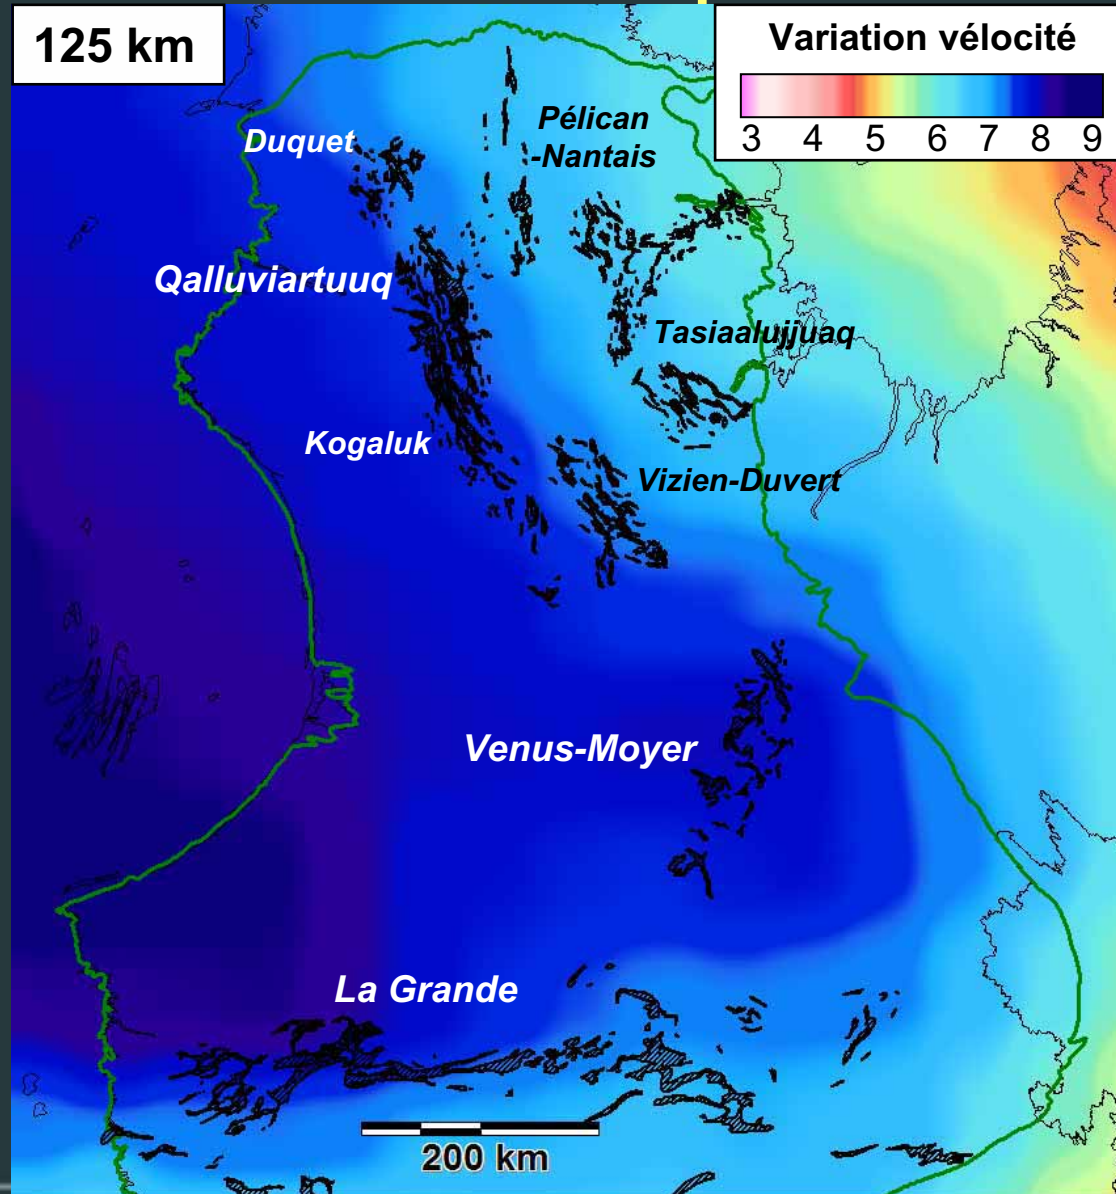 125 km
Variation vélocité
3 4 5 6 7 8 9
Duquet
Pélican
-Nantais
Qalluviartuuq
Tasiaalujjuaq
Kogaluk
Vizien-Duvert
Venus-Moyer
La Grande
200 km